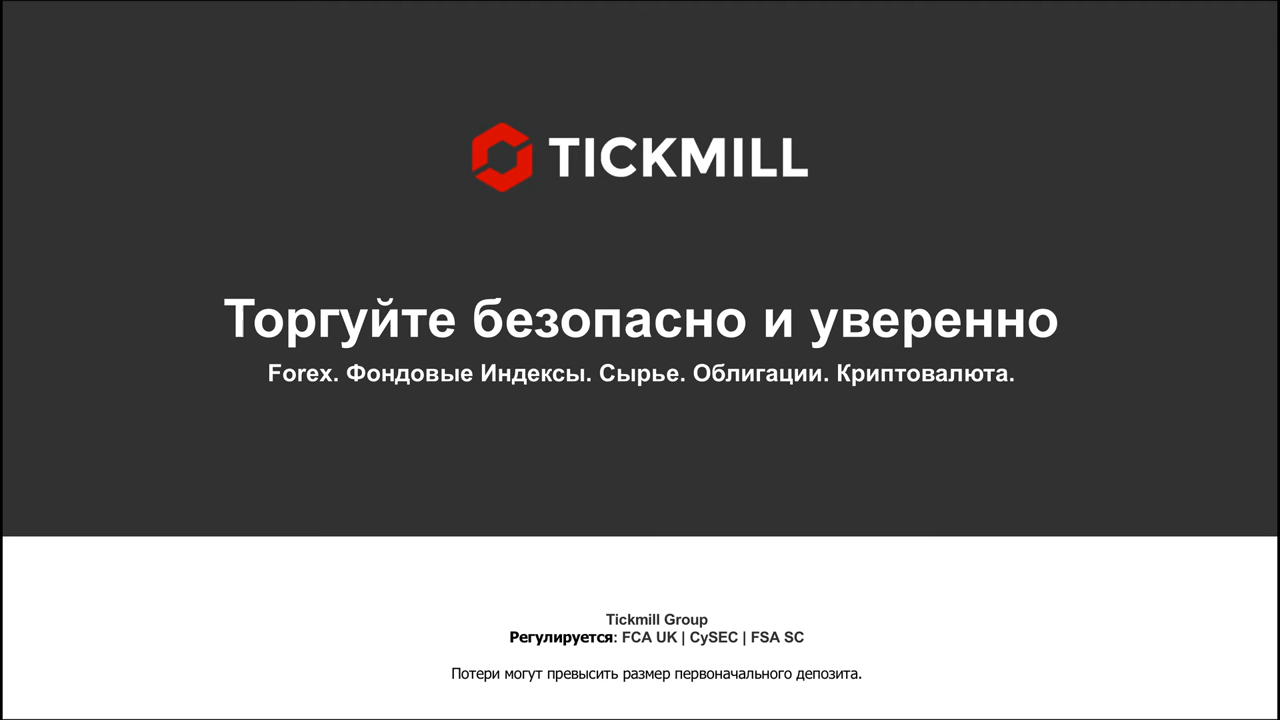 TICKMILL
Торгуйте безопасно и уверенно
Forex. Фондовые Индексы. Сырье. Облигации. Криптовалюта.
Tickmill Group
Регулируется: FCA UK | CySEC | FSA SC
Потери могут превысить размер первоначального депозита.